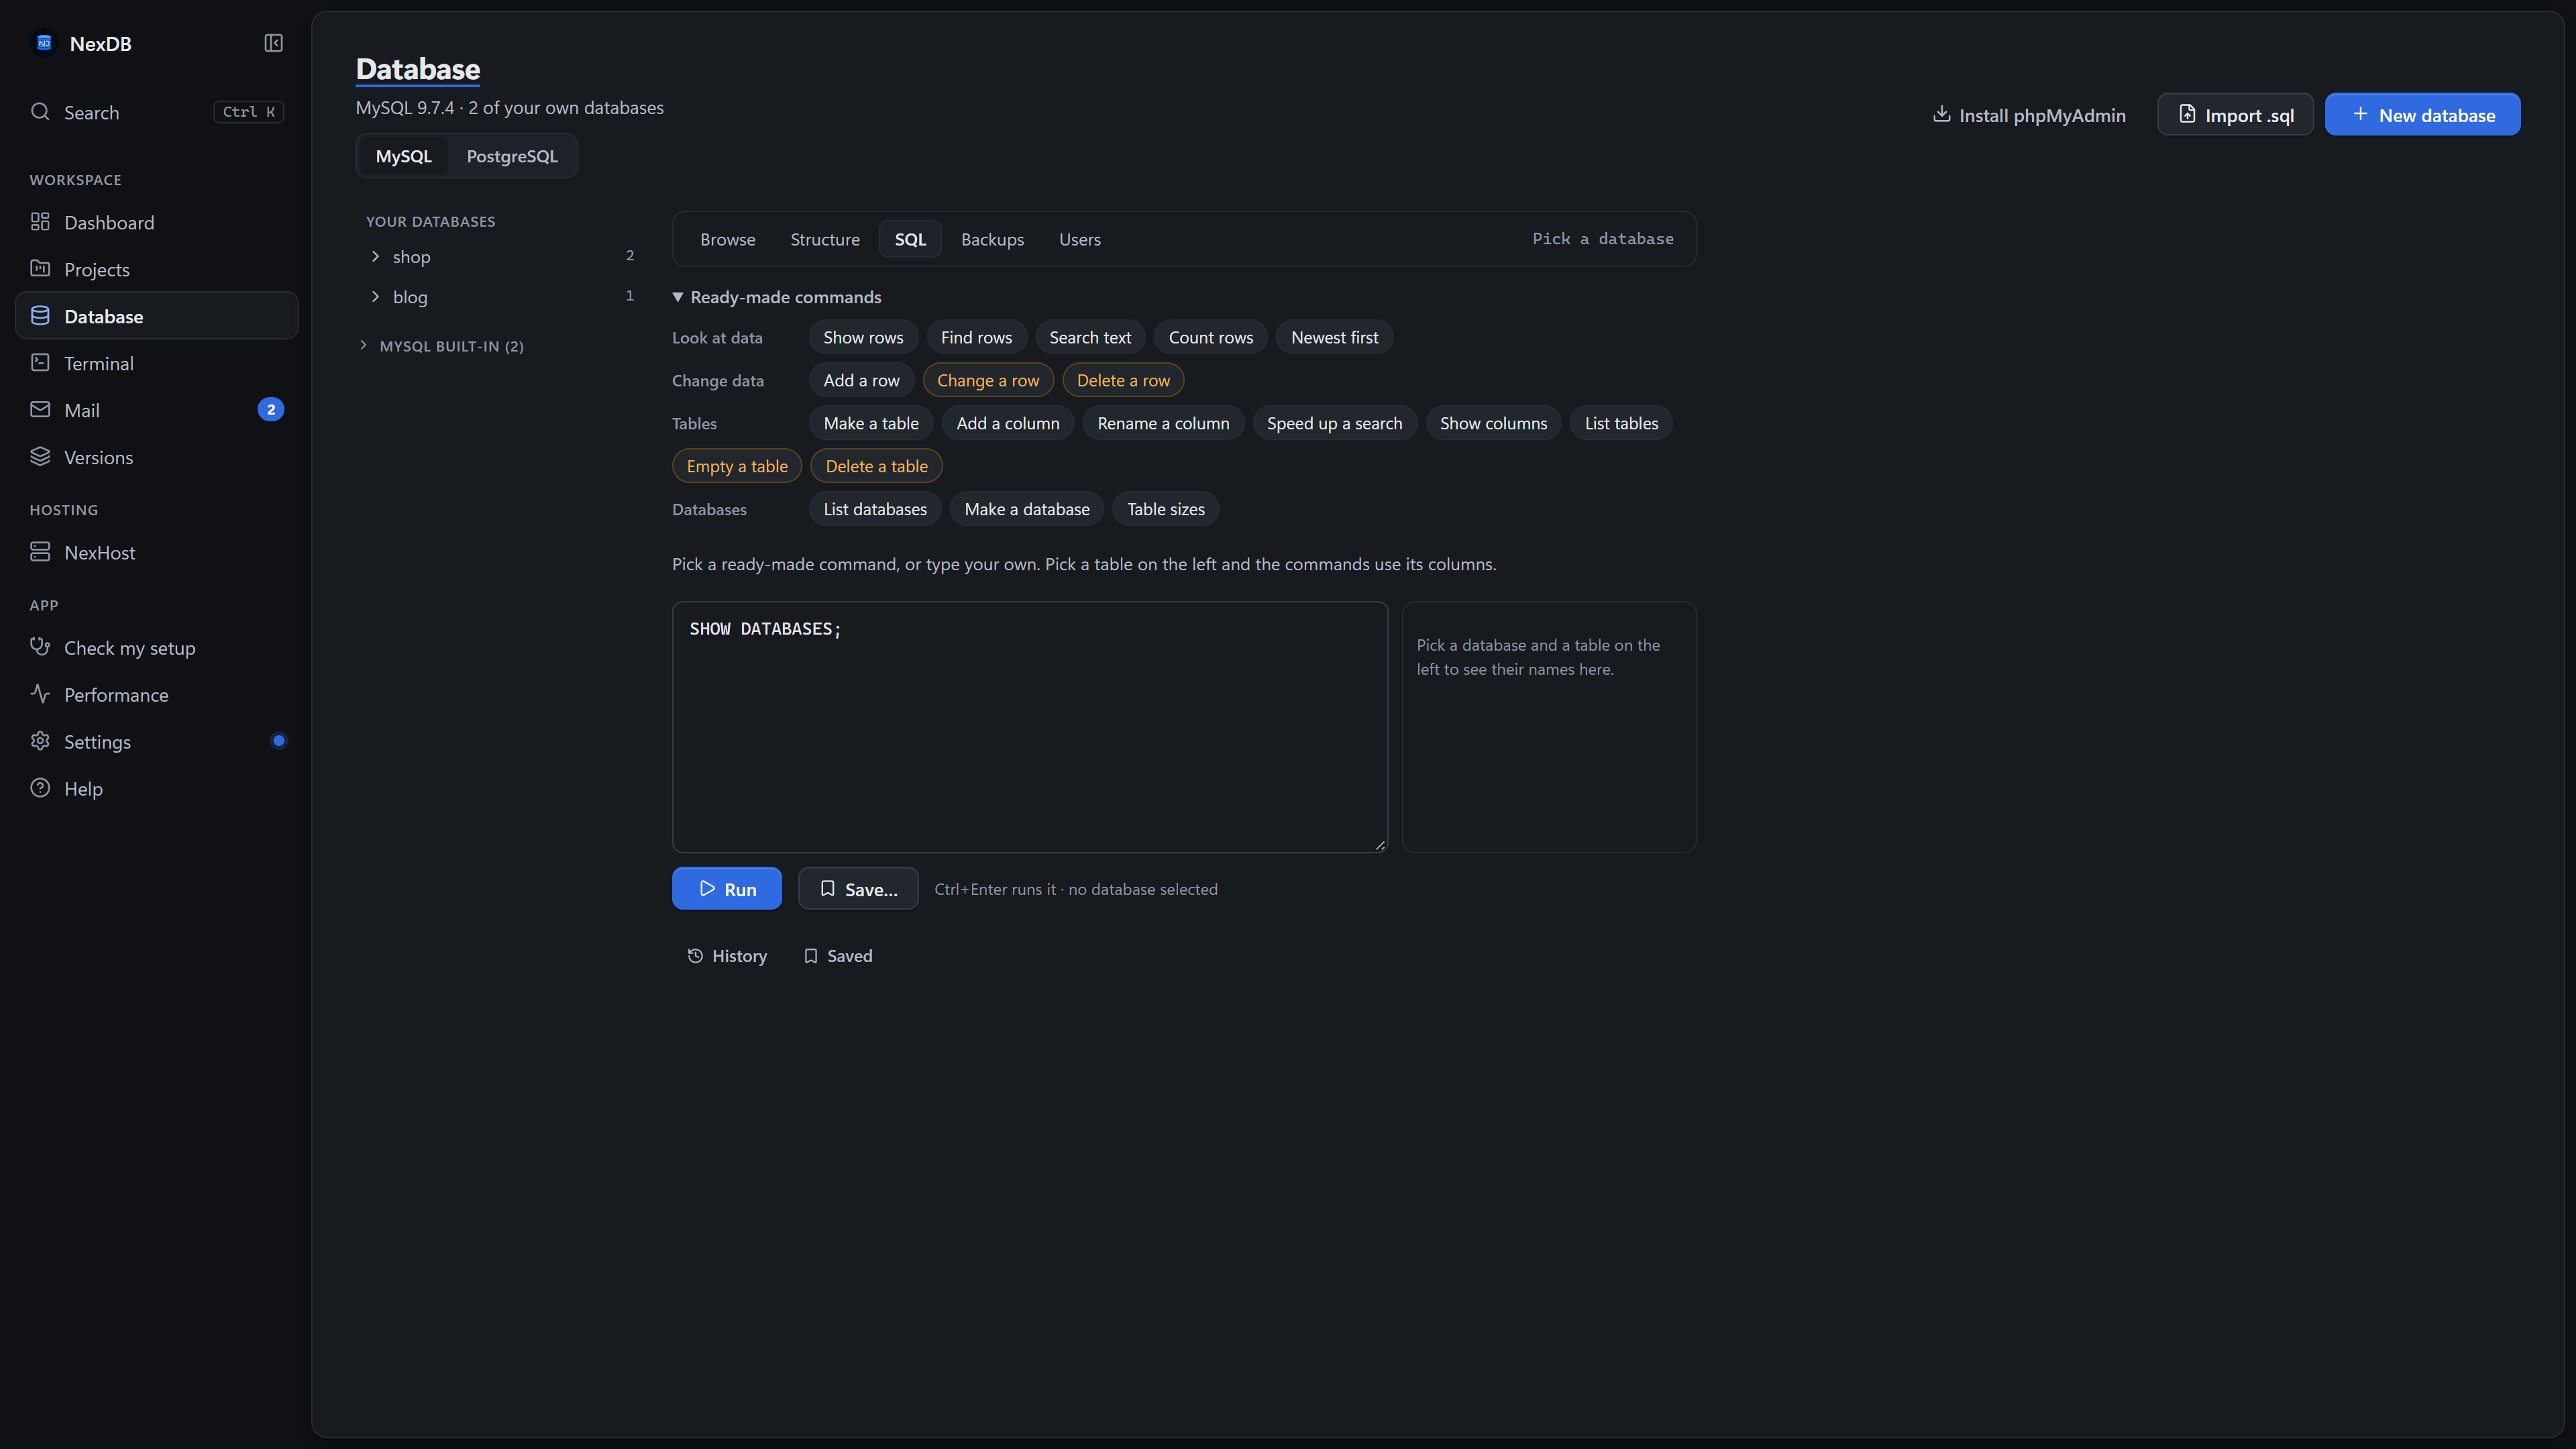 NexDB
Search Ctrl K
WORKSPACE
Dashboard
Projects
Database
Terminal
Mail 2
Versions
HOSTING
NexHost
APP
Check my setup
Performance
Settings
Help
Database
MySQL 9.7.4 · 2 of your own databases
MySQL PostgreSQL
Install phpMyAdmin Import .sql New database
YOUR DATABASES
shop 2
blog 1
MYSQL BUILT-IN (2)
Browse Structure SQL Backups Users Pick a database
Ready-made commands
Look at data Show rows Find rows Search text Count rows Newest first
Change data Add a row Change a row Delete a row
Tables Make a table Add a column Rename a column Speed up a search Show columns List tables
Empty a table Delete a table
Databases List databases Make a database Table sizes
Pick a ready-made command, or type your own. Pick a table on the left and the commands use its columns.
SHOW DATABASES;
Pick a database and a table on the
left to see their names here.
Run Save... Ctrl+Enter runs it · no database selected
History Saved